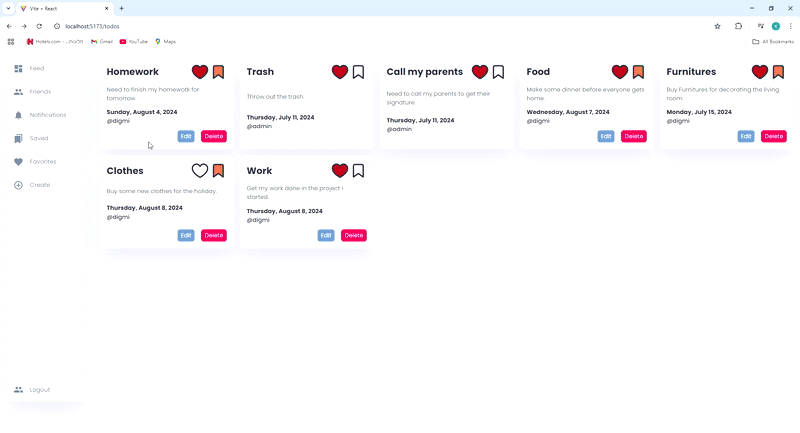 Vite + React
localhost:5173/todos
Gmail
YouTube
Maps
All Bookmarks
Feed
Friends
Notifications
Saved
Favorites
Create
Logout
Homework
Need to finish my homewotk for
tomorrow
Sunday, August 4, 2024
@digmi
Edit
Delete
Trash
Throw out the trash.
Thursday, July 11, 2024
@admin
Call my parents
Need to call my parents to get their
signature.
Thursday, July 11, 2024
@admin
Food
Make some dinner before everyone gets
home.
Wednesday, August 7, 2024
@digmi
Edit
Delete
Furnitures
Buy Furnitures for decorating the living
room
Monday, July 15, 2024
@digmi
Edit
Delete
Clothes
Buy some new clothes for the holiday.
Thursday, August 8, 2024
@digmi
Edit
Delete
Work
Get my work done in the project i
started.
Thursday, August 8, 2024
@digmi
Edit
Delete